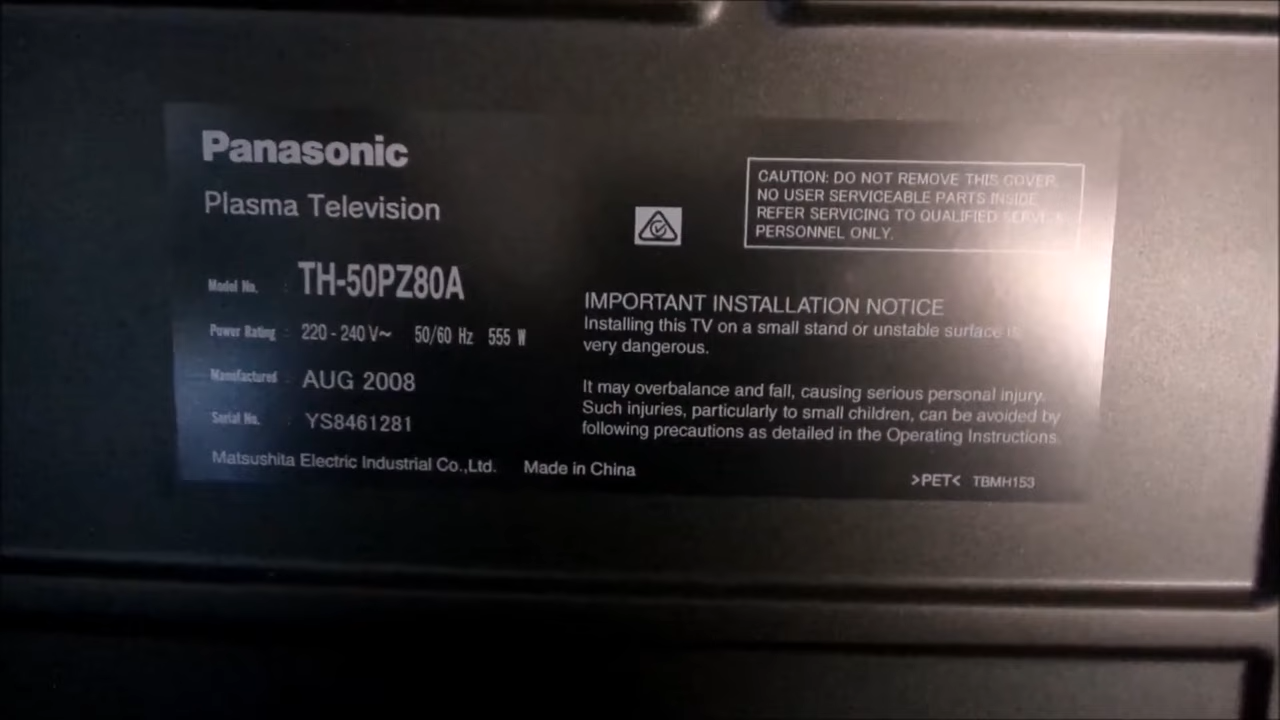 Panasonic
Plasma Television
CAUTION: DO NOT REMOVE THIS COVER.
NO USER SERVICEABLE PARTS INSIDE
REFER SERVICING TO QUALIFIED SERVICE
PERSONNEL ONLY.
Model No. : TH-50PZ80A
Power Rating : 220 - 240 V~ 50/60 Hz 555 W
Manufactured : AUG 2008
Serial No. : YS8461281
Matsushita Electric Industrial Co.,Ltd. Made in China
IMPORTANT INSTALLATION NOTICE
Installing this TV on a small stand or unstable surface is
very dangerous.
It may overbalance and fall, causing serious personal injury.
Such injuries, particularly to small children, can be avoided by
following precautions as detailed in the Operating Instructions.
>PET< TBMH153